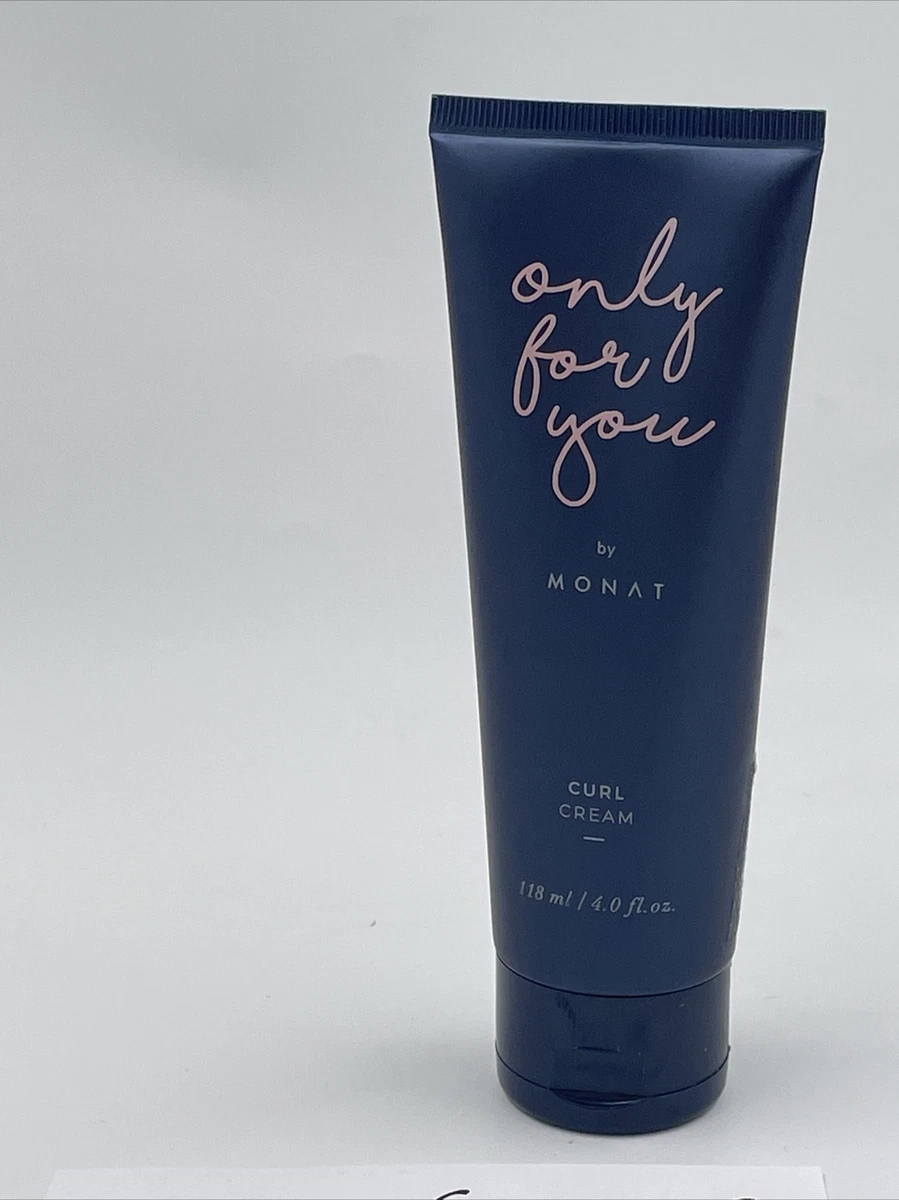 only
for
you
by
MONAT
CURL
CREAM
118 ml / 4.0 fl.oz.